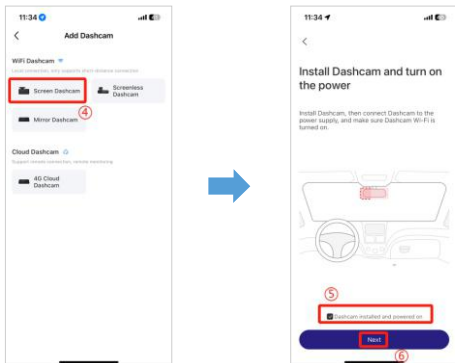 11:34
Add Dashcam
WiFi Dashcam
Local connection, only supports short-distance connection
Screen Dashcam
Screenless
Dashcam
④
Mirror Dashcam
Cloud Dashcam
Support remote connection, remote monitoring
4G Cloud
Dashcam
11:34
Install Dashcam and turn on
the power
Install Dashcam, then connect Dashcam to the
power supply, and make sure Dashcam Wi-Fi is
turned on.
⑤
Dashcam installed and powered on
Next
⑥